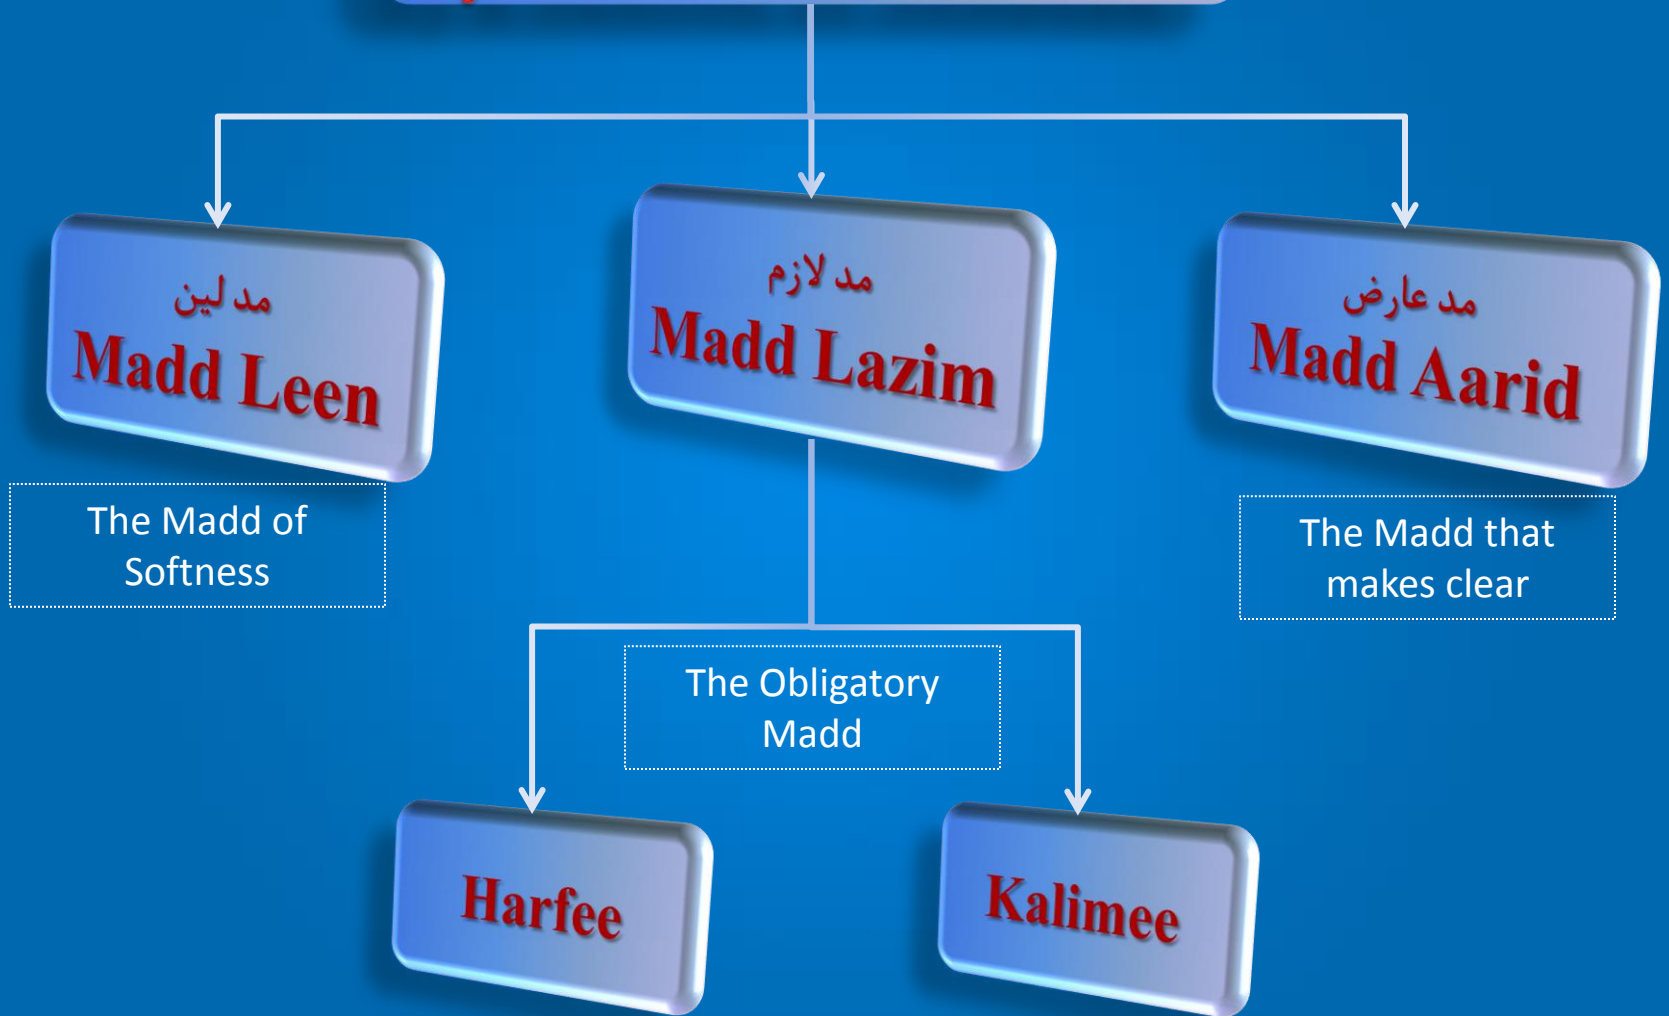 مد لين
Madd Leen
مد لازم
Madd Lazim
مد عارض
Madd Aarid
The Madd of
Softness
The Madd that
makes clear
The Obligatory
Madd
Harfee
Kalimee